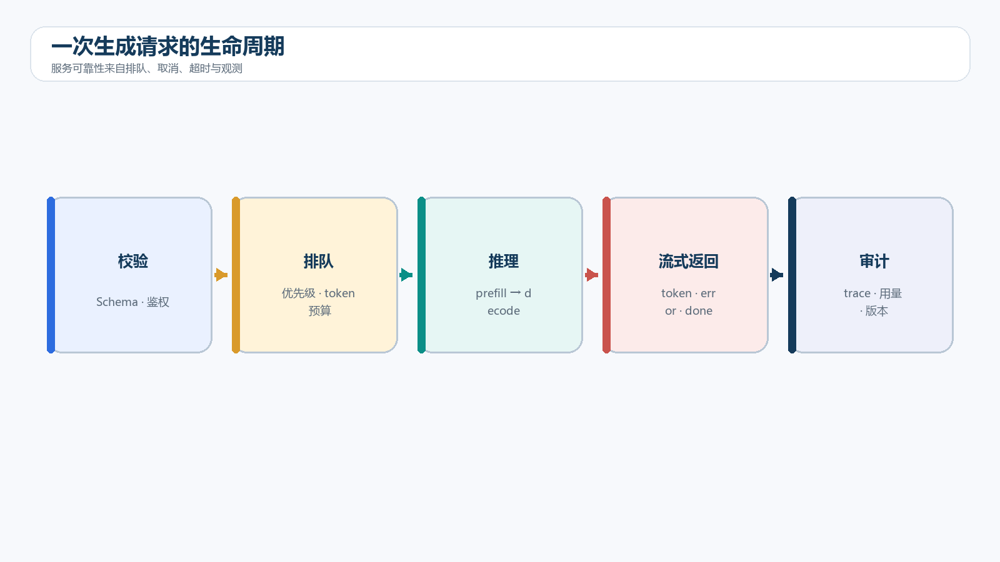 一次生成请求的生命周期
服务可靠性来自排队、取消、超时与观测
校验
Schema · 鉴权
排队
优先级 · token
预算
推理
prefill → d
ecode
流式返回
token · err
or · done
审计
trace · 用量
· 版本